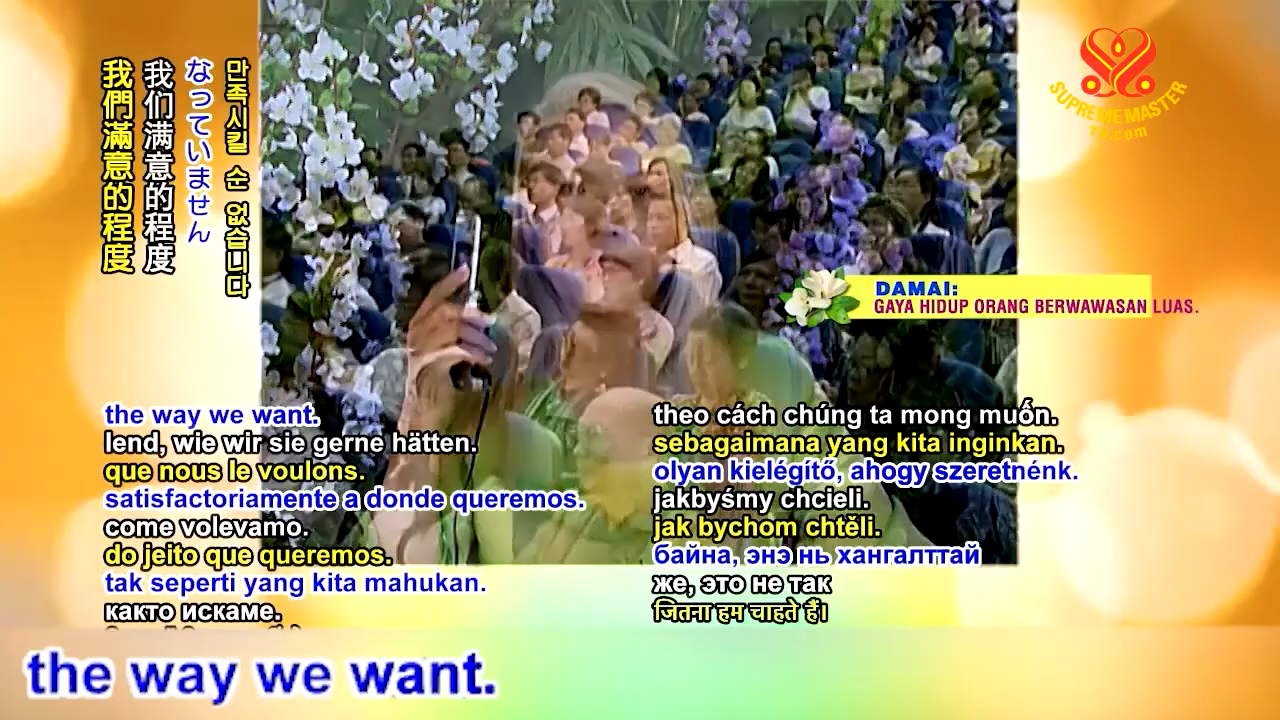 我們滿意的程度
我们满意的程度
なっていません
만족시킬 순 없습니다
SUPREME MASTER
TV.com
DAMAI:
GAYA HIDUP ORANG BERWAWASAN LUAS.
the way we want.
lend, wie wir sie gerne hätten.
que nous le voulons.
satisfactoriamente a donde queremos.
come volevamo.
do jeito que queremos.
tak seperti yang kita mahukan.
както искаме.
theo cách chúng ta mong muốn.
sebagaimana yang kita inginkan.
olyan kielégítő, ahogy szeretnénk.
jakbyśmy chcieli.
jak bychom chtěli.
байна, энэ нь хангалттай
же, это не так
जितना हम चाहते हैं।
the way we want.